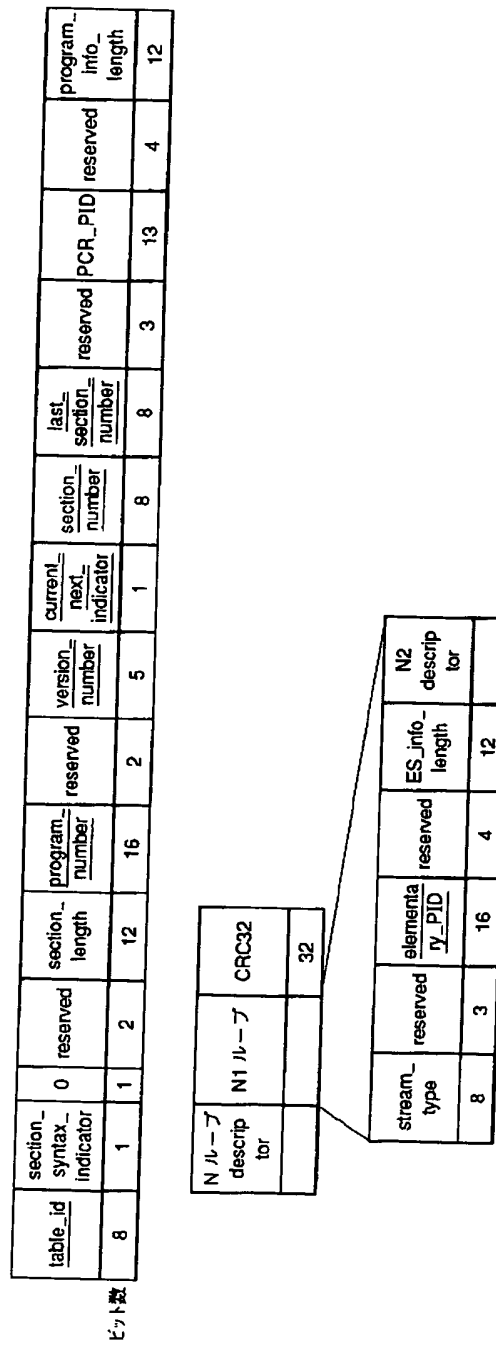 table_id
section_
syntax_
indicator
0
reserved
section_
length
program_
number
reserved
version_
number
current_
next_
indicator
section_
number
last_
section_
number
reserved
PCR_PID
reserved
program_
info_
length
ビット数
8
1
1
2
12
16
2
5
1
8
8
3
13
4
12
N ループ
descrip
tor
N1 ループ
CRC32
32
stream_
type
reserved
elementa
ry_PID
reserved
ES_info_
length
N2
descrip
tor
8
3
16
4
12